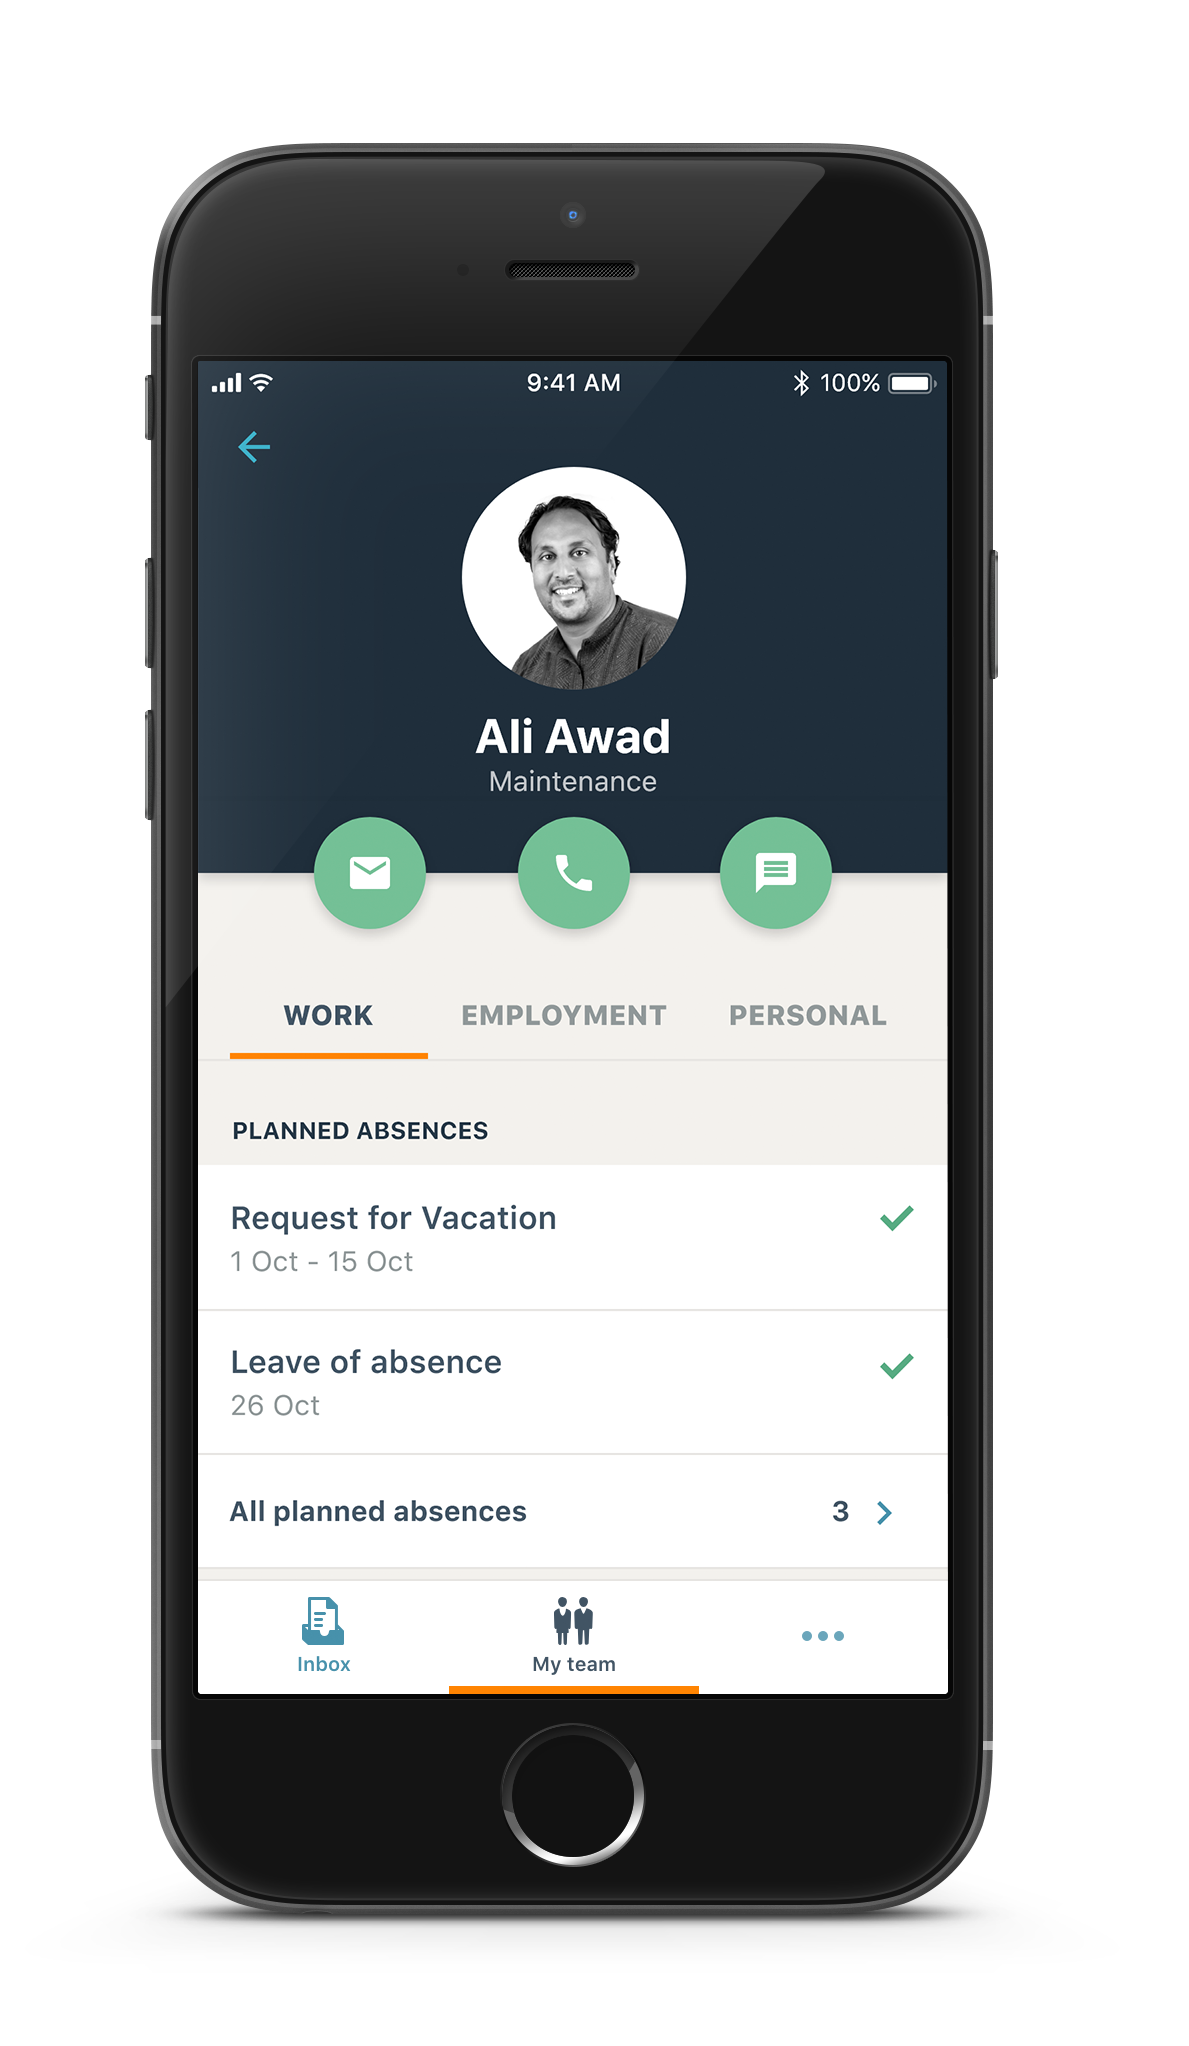 9:41 AM
100%
Ali Awad
Maintenance
WORK
EMPLOYMENT
PERSONAL
PLANNED ABSENCES
Request for Vacation
1 Oct - 15 Oct
Leave of absence
26 Oct
All planned absences 3
Inbox
My team